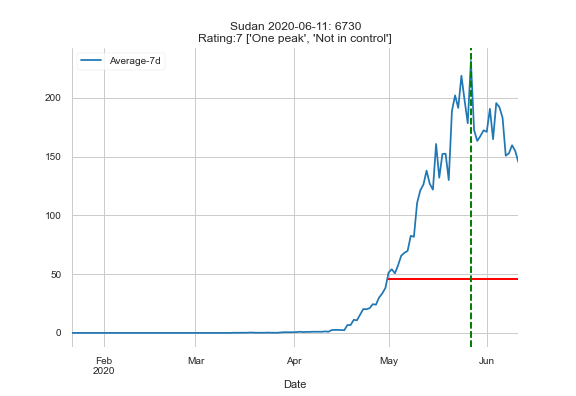 Sudan 2020-06-11: 6730
Rating:7 ['One peak', 'Not in control']
Average-7d
200
150
100
50
0
Feb
2020
Mar
Apr
May
Jun
Date